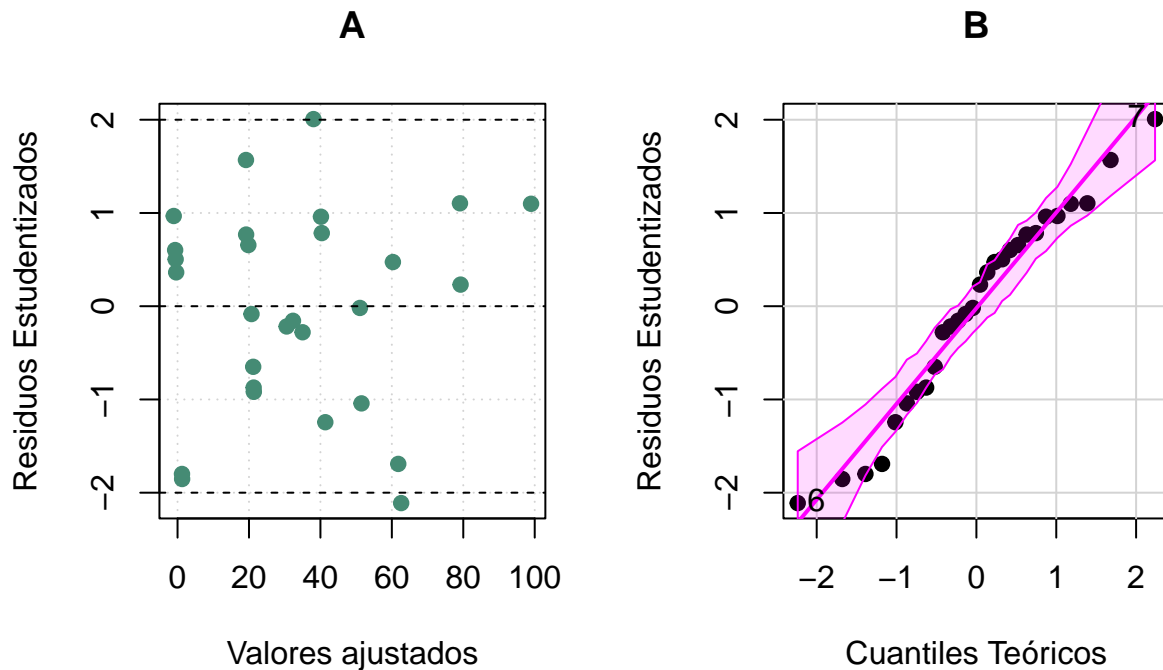 A
Residuos Estudentizados
2
1
0
−1
−2
0 20 40 60 80 100
Valores ajustados
B
Residuos Estudentizados
2
1
0
−1
−2
7
6
−2 −1 0 1 2
Cuantiles Teóricos